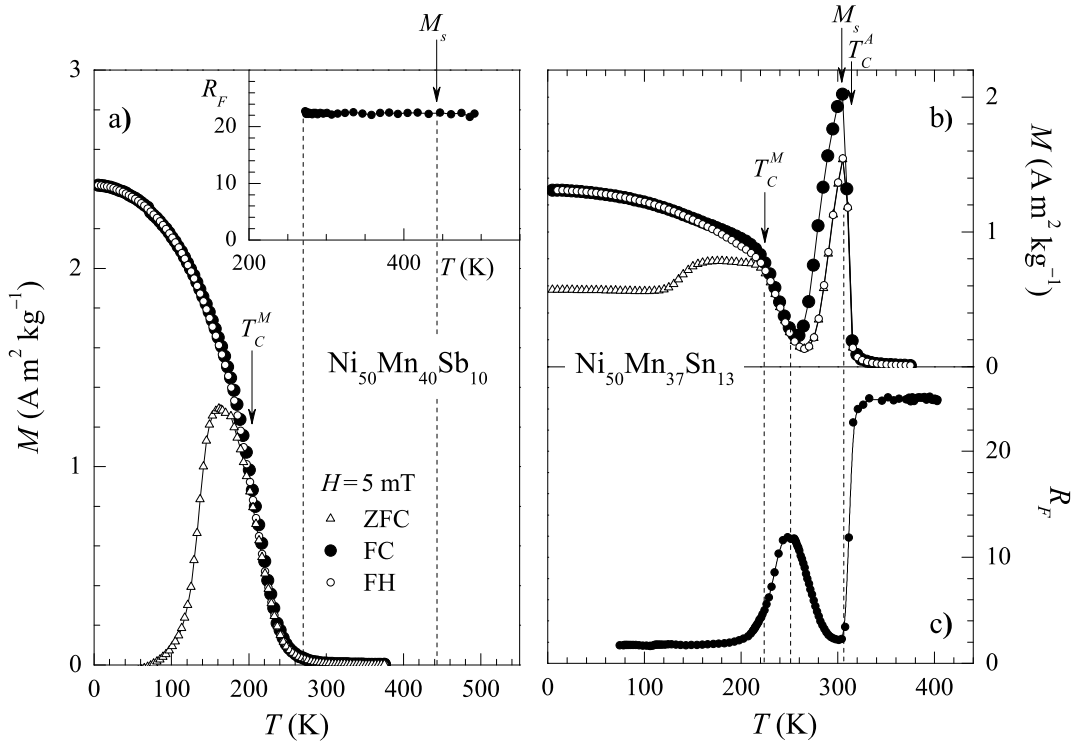 M_s
M_s
T_C^A
3
2
1
0
M (A m² kg⁻¹)
a)
R_F
20
10
0
200
400
T (K)
T_C^M
Ni₅₀Mn₄₀Sb₁₀
H = 5 mT
ZFC
FC
FH
0
100
200
300
400
500
T (K)
b)
T_C^M
2
1
0
M (A m² kg⁻¹)
Ni₅₀Mn₃₇Sn₁₃
20
10
0
R_F
c)
0
100
200
300
400
T (K)